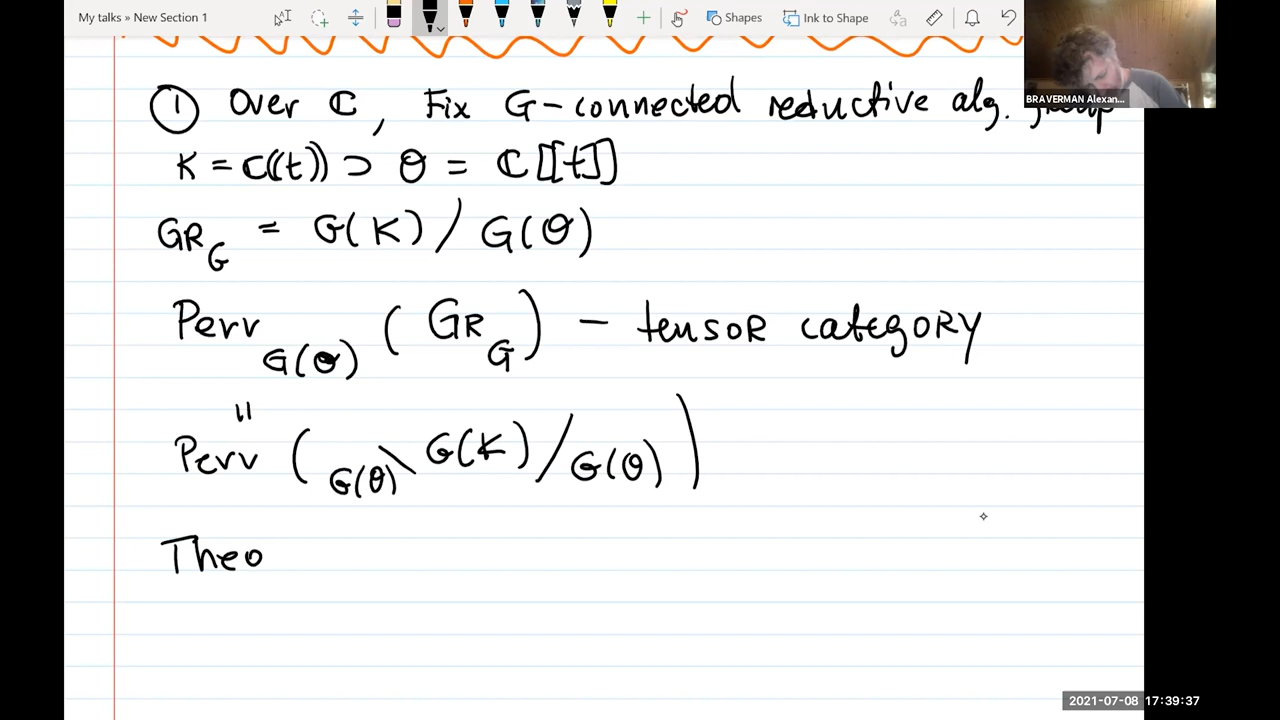 My talks » New Section 1
Shapes
Ink to Shape
BRAVERMAN Alexan...
① Over ℂ, Fix G-connected reductive alg. group
K = ℂ((t)) ⊃ O = ℂ[[t]]
GR_G = G(K) / G(O)
Perv_G(O) (GR_G) – tensor category
"
Perv (G(O)\G(K)/G(O))
Theo
2021-07-08 17:39:37